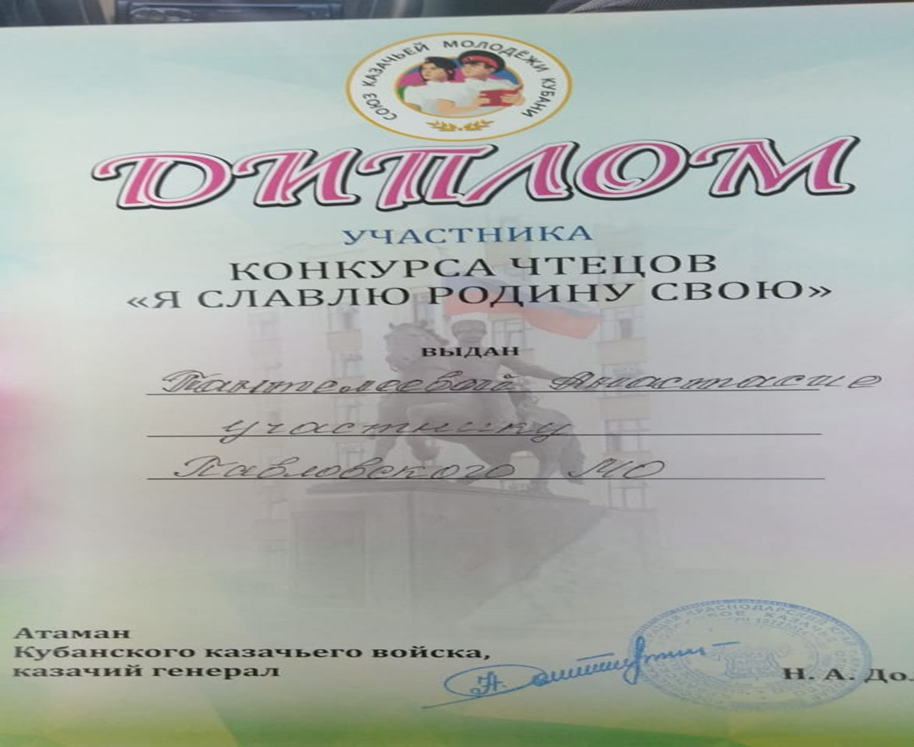 СОЮЗ КАЗАЧЬЕЙ МОЛОДЁЖИ КУБАНИ
ДИПЛОМ
УЧАСТНИКА
КОНКУРСА ЧТЕЦОВ
«Я СЛАВЛЮ РОДИНУ СВОЮ»
ВЫДАН
Пантелеевой Анастасие
участнику
Павловского МО
Атаман
Кубанского казачьего войска,
казачий генерал
Н. А. До